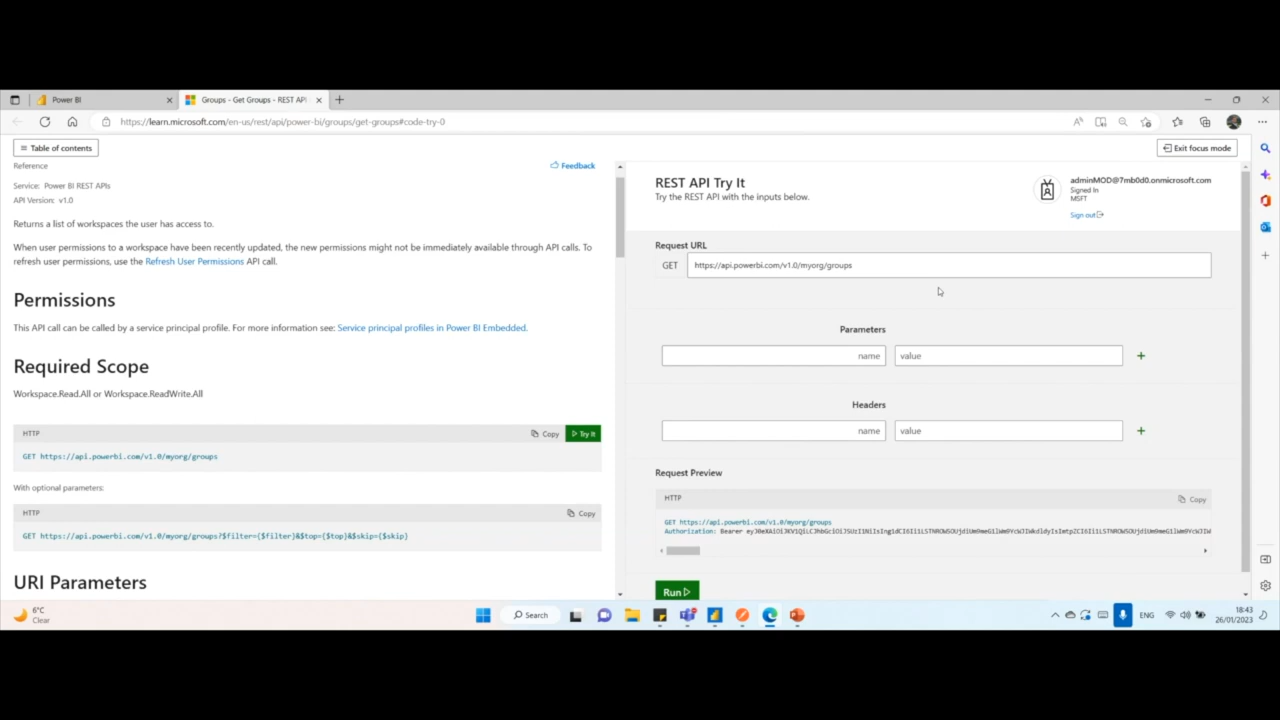 Power BI
Groups - Get Groups - REST API
https://learn.microsoft.com/en-us/rest/api/power-bi/groups/get-groups#code-try-0
Table of contents
Exit focus mode
Reference
Feedback
Service: Power BI REST APIs
API Version: v1.0
Returns a list of workspaces the user has access to.
When user permissions to a workspace have been recently updated, the new permissions might not be immediately available through API calls. To
refresh user permissions, use the Refresh User Permissions API call.
Permissions
This API call can be called by a service principal profile. For more information see: Service principal profiles in Power BI Embedded.
Required Scope
Workspace.Read.All or Workspace.ReadWrite.All
HTTP
Copy
Try It
GET https://api.powerbi.com/v1.0/myorg/groups
With optional parameters:
HTTP
Copy
GET https://api.powerbi.com/v1.0/myorg/groups?$filter={$filter}&$top={$top}&$skip={$skip}
URI Parameters
REST API Try It
Try the REST API with the inputs below.
adminMOD@7mb0d0.onmicrosoft.com
Signed In
MSFT
Sign out
Request URL
GET
https://api.powerbi.com/v1.0/myorg/groups
Parameters
name
value
Headers
name
value
Request Preview
HTTP
Copy
GET https://api.powerbi.com/v1.0/myorg/groups
Authorization: Bearer
Run
6°C
Clear
Search
ENG
18:43
26/01/2023